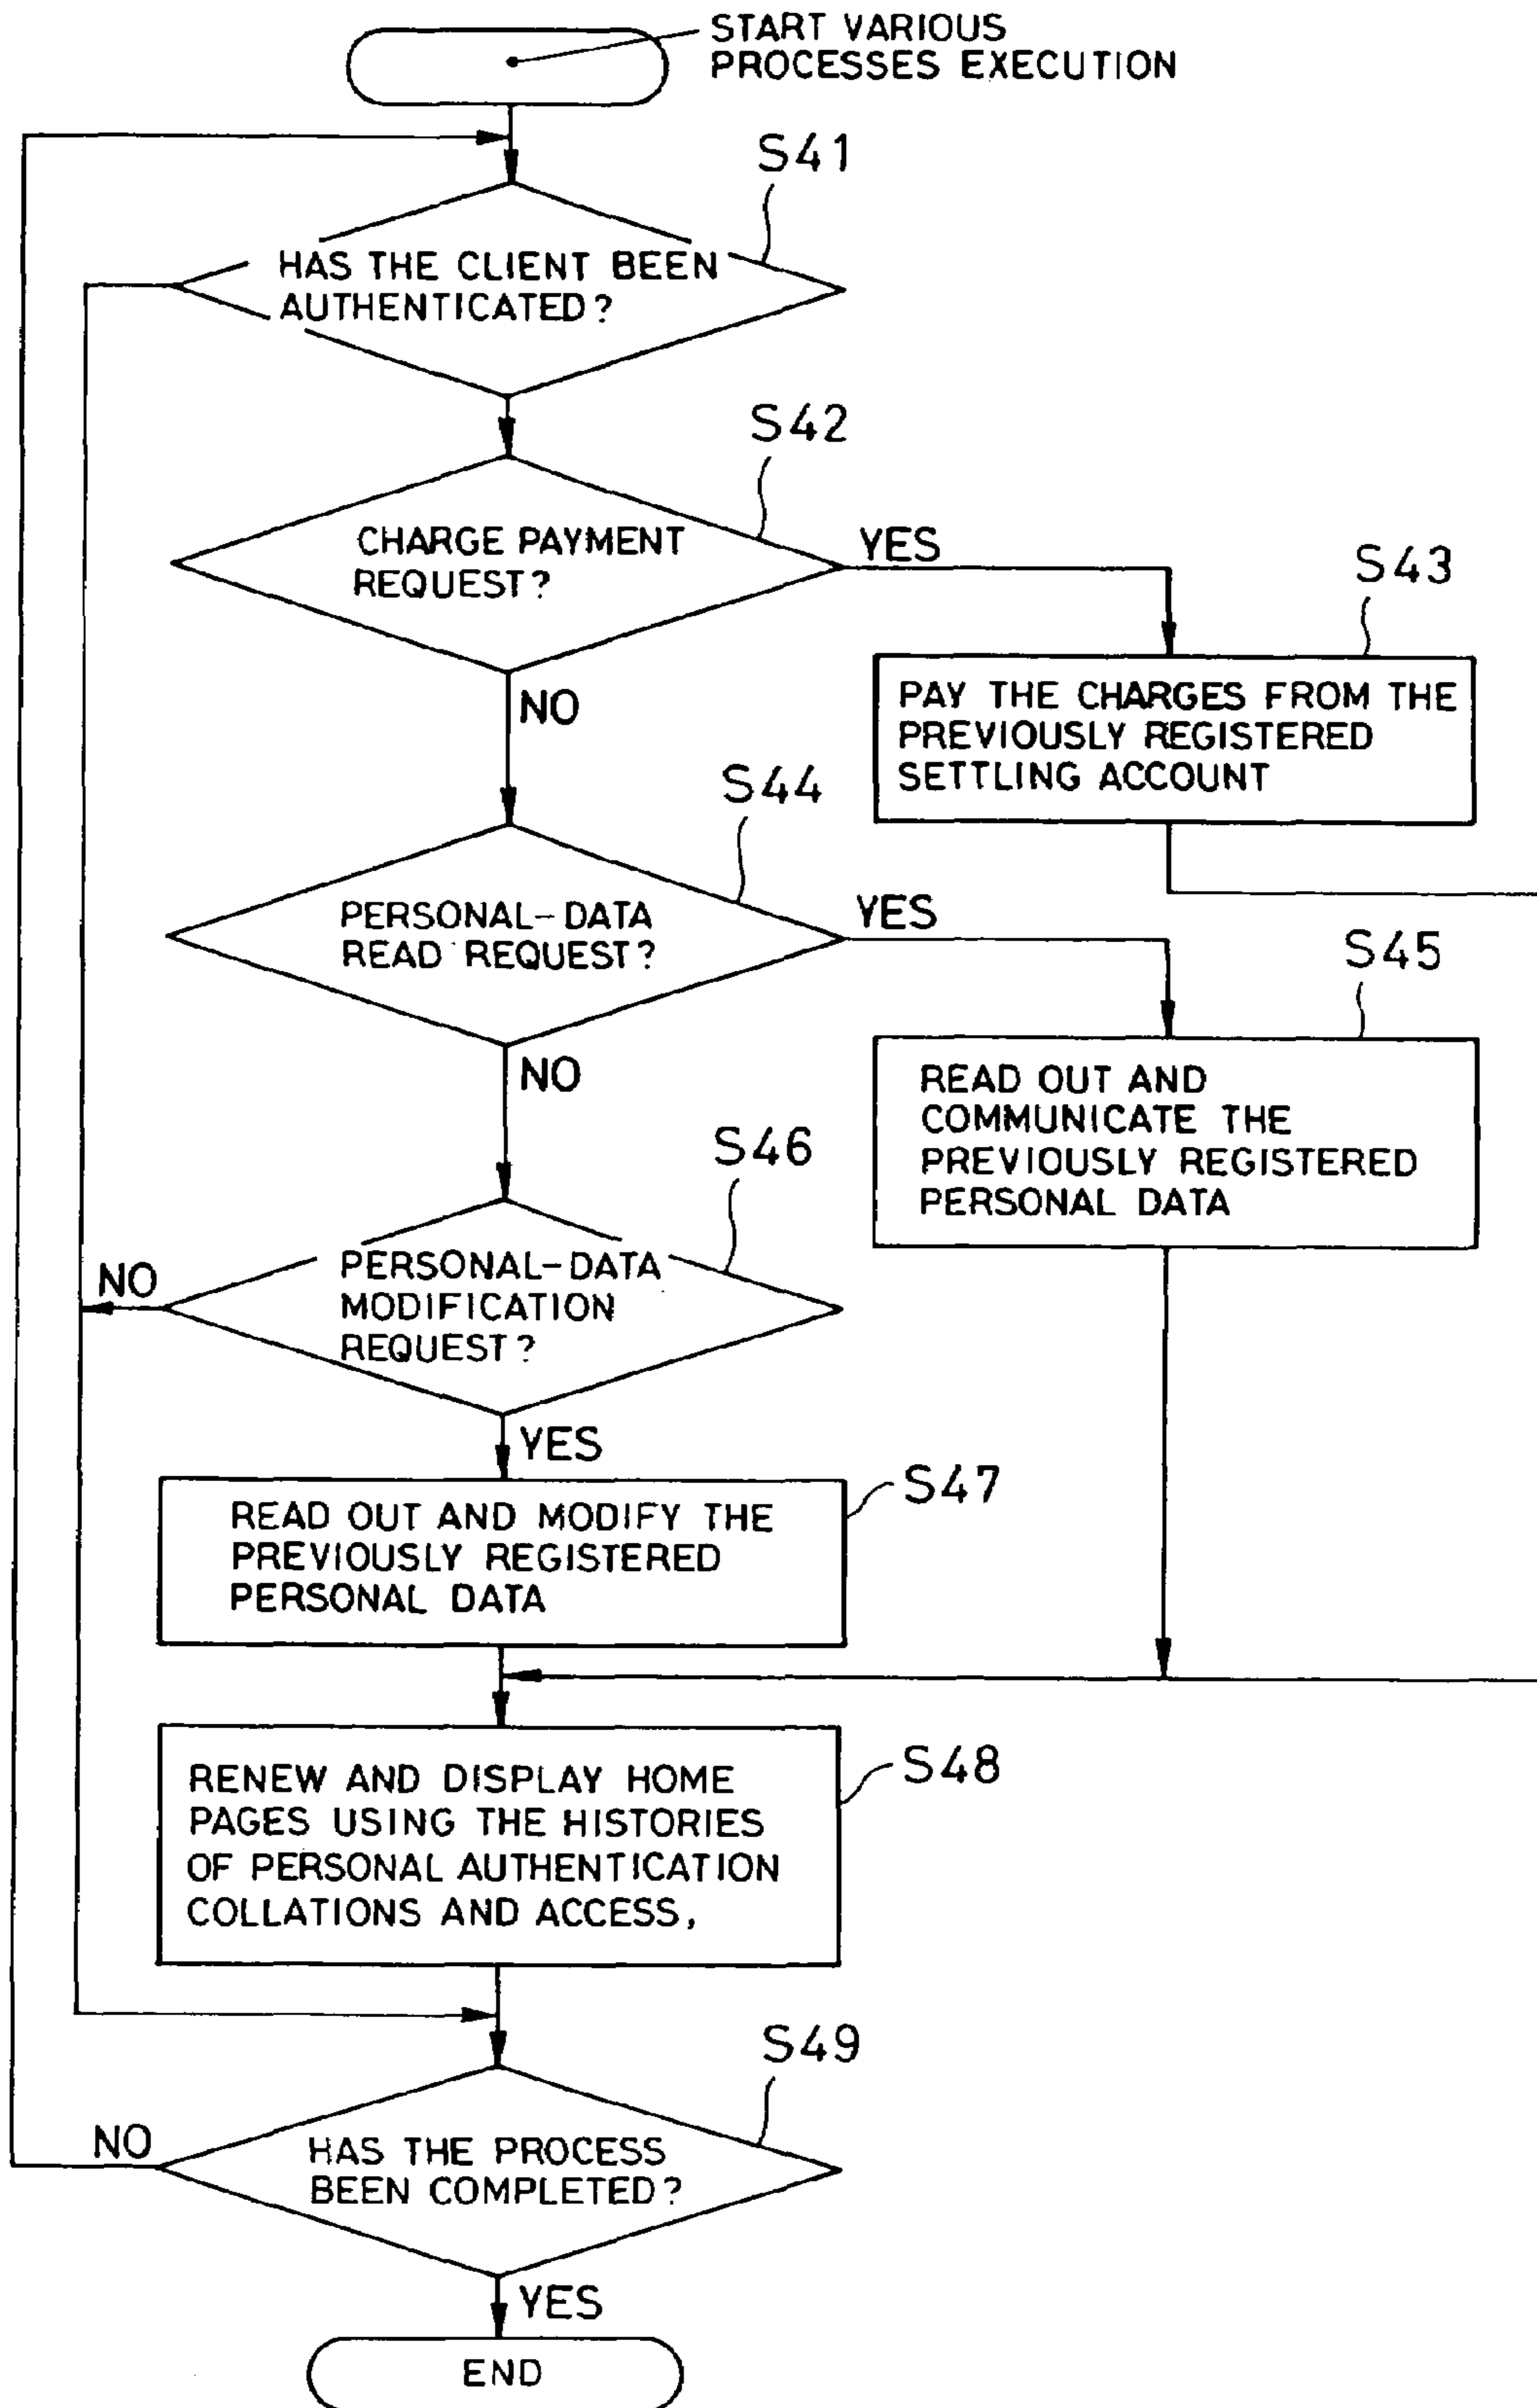 START VARIOUS
PROCESSES EXECUTION
S41
HAS THE CLIENT BEEN
AUTHENTICATED?
S42
CHARGE PAYMENT
REQUEST?
YES
S43
PAY THE CHARGES FROM THE
PREVIOUSLY REGISTERED
SETTLING ACCOUNT
NO
S44
PERSONAL-DATA
READ REQUEST?
YES
S45
READ OUT AND
COMMUNICATE THE
PREVIOUSLY REGISTERED
PERSONAL DATA
NO
S46
PERSONAL-DATA
MODIFICATION
REQUEST?
NO
YES
S47
READ OUT AND MODIFY THE
PREVIOUSLY REGISTERED
PERSONAL DATA
S48
RENEW AND DISPLAY HOME
PAGES USING THE HISTORIES
OF PERSONAL AUTHENTICATION
COLLATIONS AND ACCESS,
S49
HAS THE PROCESS
BEEN COMPLETED?
NO
YES
END